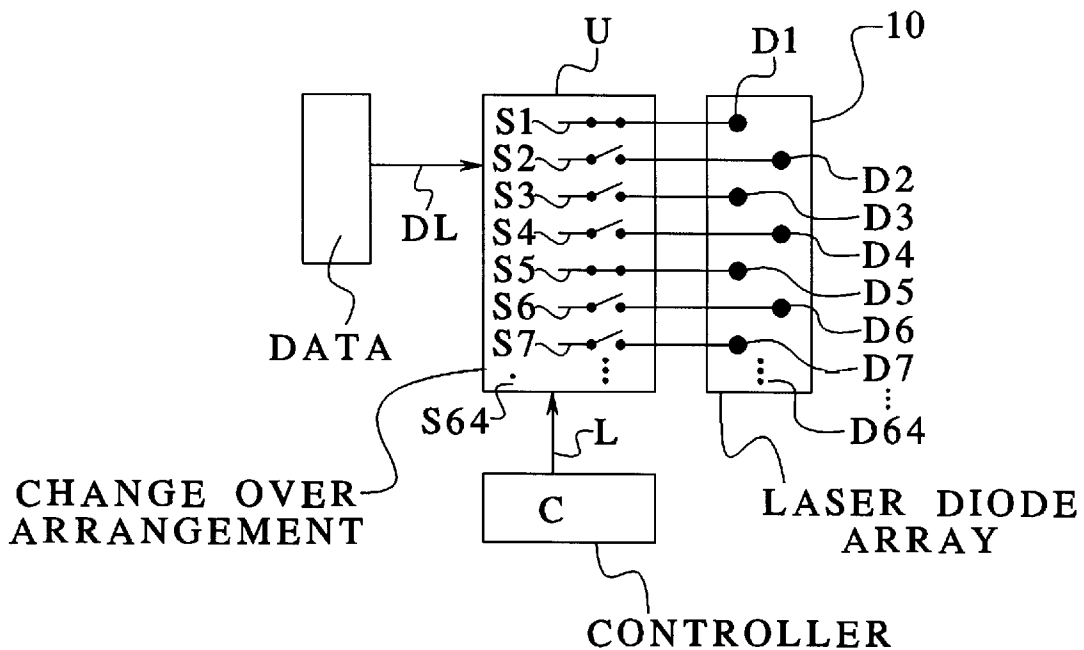 U
D1
10
S1
S2
S3
S4
S5
S6
S7
S64
D2
D3
D4
D5
D6
D7
D64
DL
DATA
L
C
CHANGE OVER
ARRANGEMENT
LASER DIODE
ARRAY
CONTROLLER